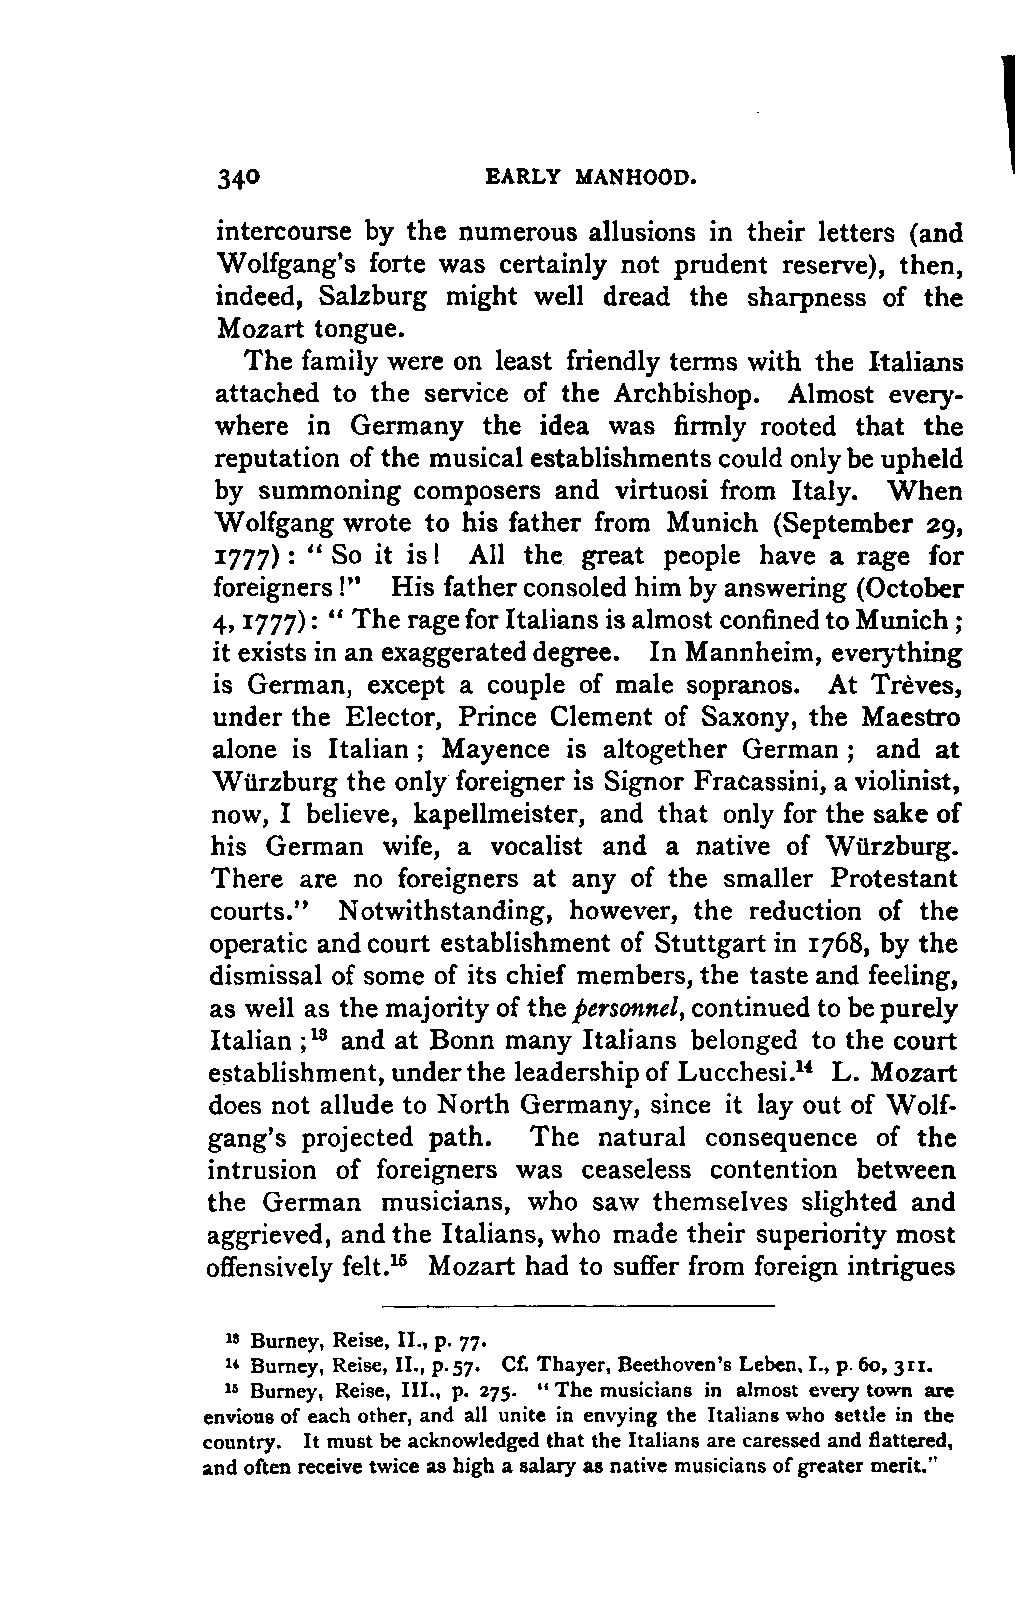 340 EARLY MANHOOD.
intercourse by the numerous allusions in their letters (and
Wolfgang's forte was certainly not prudent reserve), then,
indeed, Salzburg might well dread the sharpness of the
Mozart tongue.
The family were on least friendly terms with the Italians
attached to the service of the Archbishop. Almost every-
where in Germany the idea was firmly rooted that the
reputation of the musical establishments could only be upheld
by summoning composers and virtuosi from Italy. When
Wolfgang wrote to his father from Munich (September 29,
1777): "So it is! All the great people have a rage for
foreigners!" His father consoled him by answering (October
4, 1777): "The rage for Italians is almost confined to Munich;
it exists in an exaggerated degree. In Mannheim, everything
is German, except a couple of male sopranos. At Trèves,
under the Elector, Prince Clement of Saxony, the Maestro
alone is Italian; Mayence is altogether German; and at
Würzburg the only foreigner is Signor Fracassini, a violinist,
now, I believe, kapellmeister, and that only for the sake of
his German wife, a vocalist and a native of Würzburg.
There are no foreigners at any of the smaller Protestant
courts." Notwithstanding, however, the reduction of the
operatic and court establishment of Stuttgart in 1768, by the
dismissal of some of its chief members, the taste and feeling,
as well as the majority of the personnel, continued to be purely
Italian;¹³ and at Bonn many Italians belonged to the court
establishment, under the leadership of Lucchesi.¹⁴ L. Mozart
does not allude to North Germany, since it lay out of Wolf-
gang's projected path. The natural consequence of the
intrusion of foreigners was ceaseless contention between
the German musicians, who saw themselves slighted and
aggrieved, and the Italians, who made their superiority most
offensively felt.¹⁵ Mozart had to suffer from foreign intrigues
¹³ Burney, Reise, II., p. 77.
¹⁴ Burney, Reise, II., p. 57. Cf. Thayer, Beethoven's Leben, I., p. 60, 311.
¹⁵ Burney, Reise, III., p. 275. "The musicians in almost every town are
envious of each other, and all unite in envying the Italians who settle in the
country. It must be acknowledged that the Italians are caressed and flattered,
and often receive twice as high a salary as native musicians of greater merit."